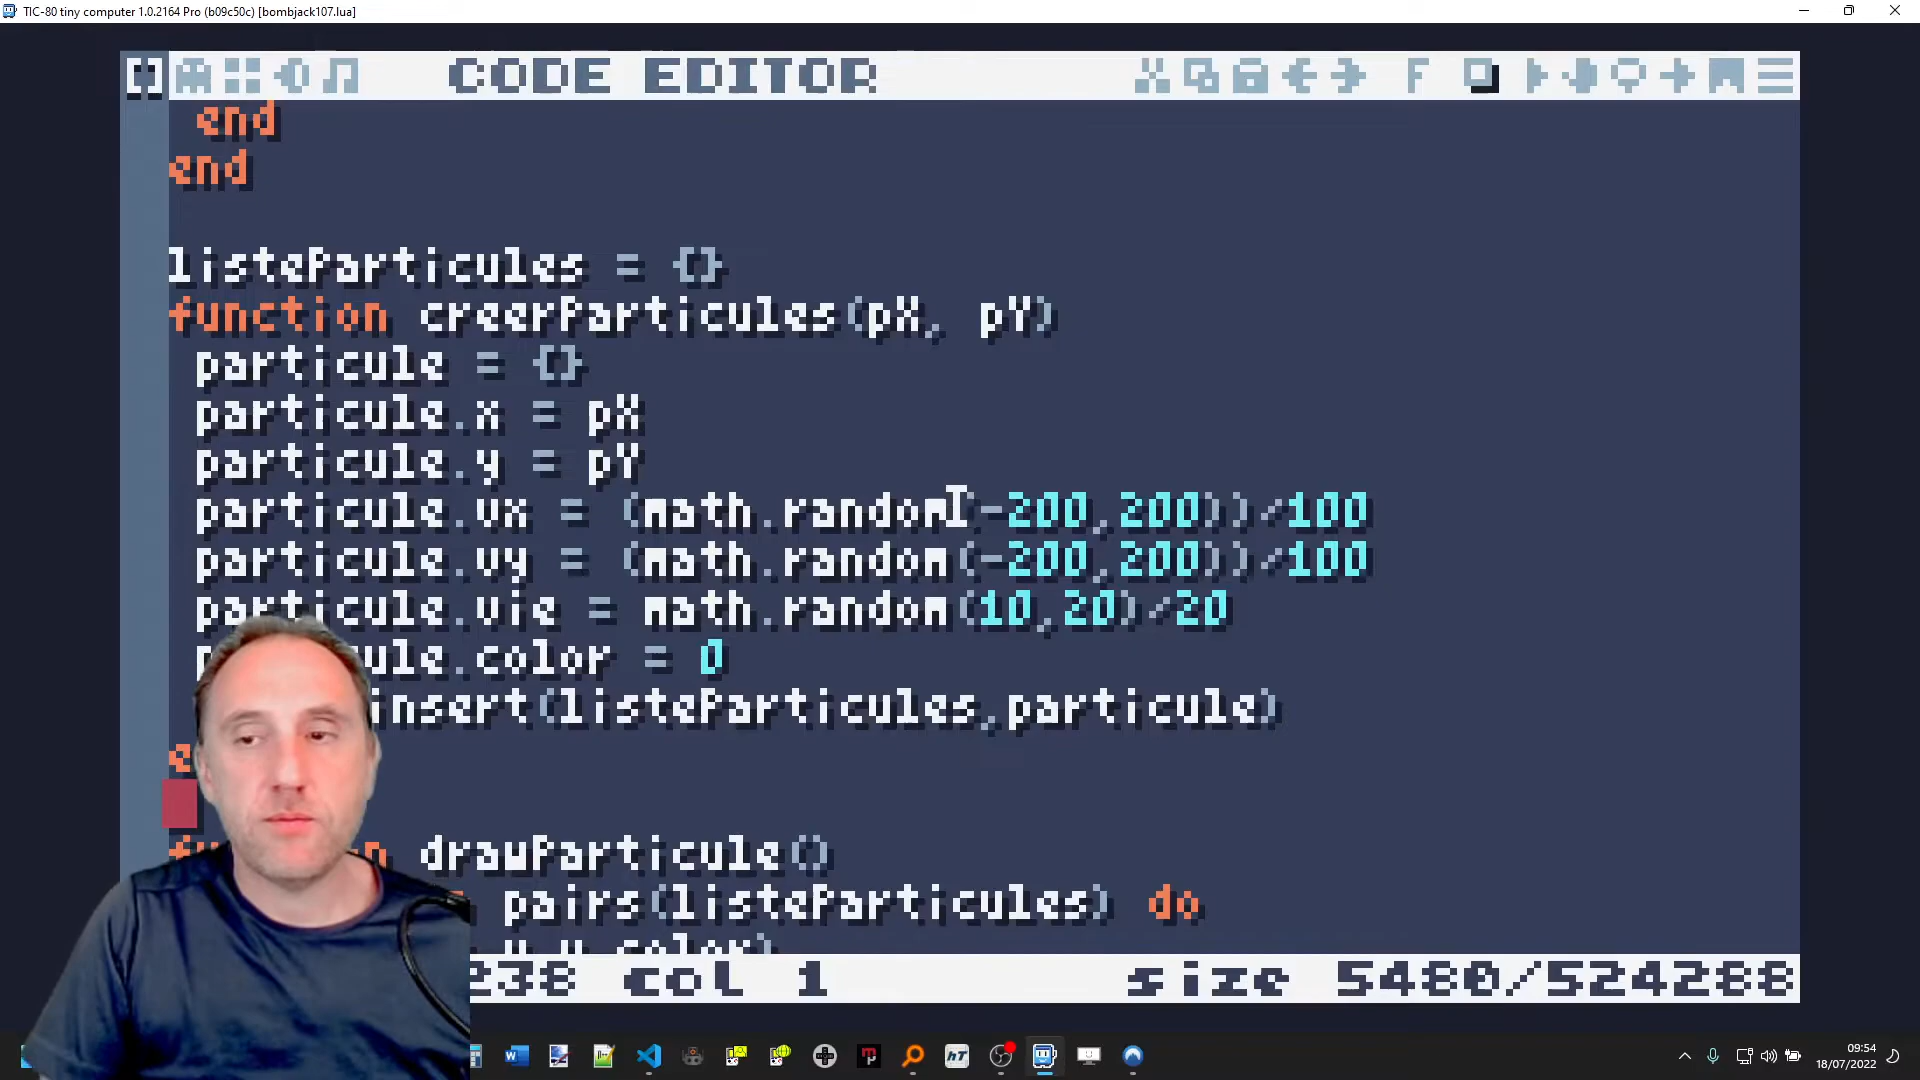 TIC-80 tiny computer 1.0.2164 Pro (b09c50c) [bombjack107.lua]
CODE EDITOR
F
end
end
listeParticules = {}
function creerParticules(pX, pY)
particule = {}
particule.x = pX
particule.y = pY
particule.vx = (math.random(-200,200))/100
particule.vy = (math.random(-200,200))/100
particule.vie = math.random(10,20)/20
cule.color = 0
insert(listeParticules,particule)
drawParticule()
pairs(listeParticules) do
238 col 1
size 5480/524288
09:54
18/07/2022